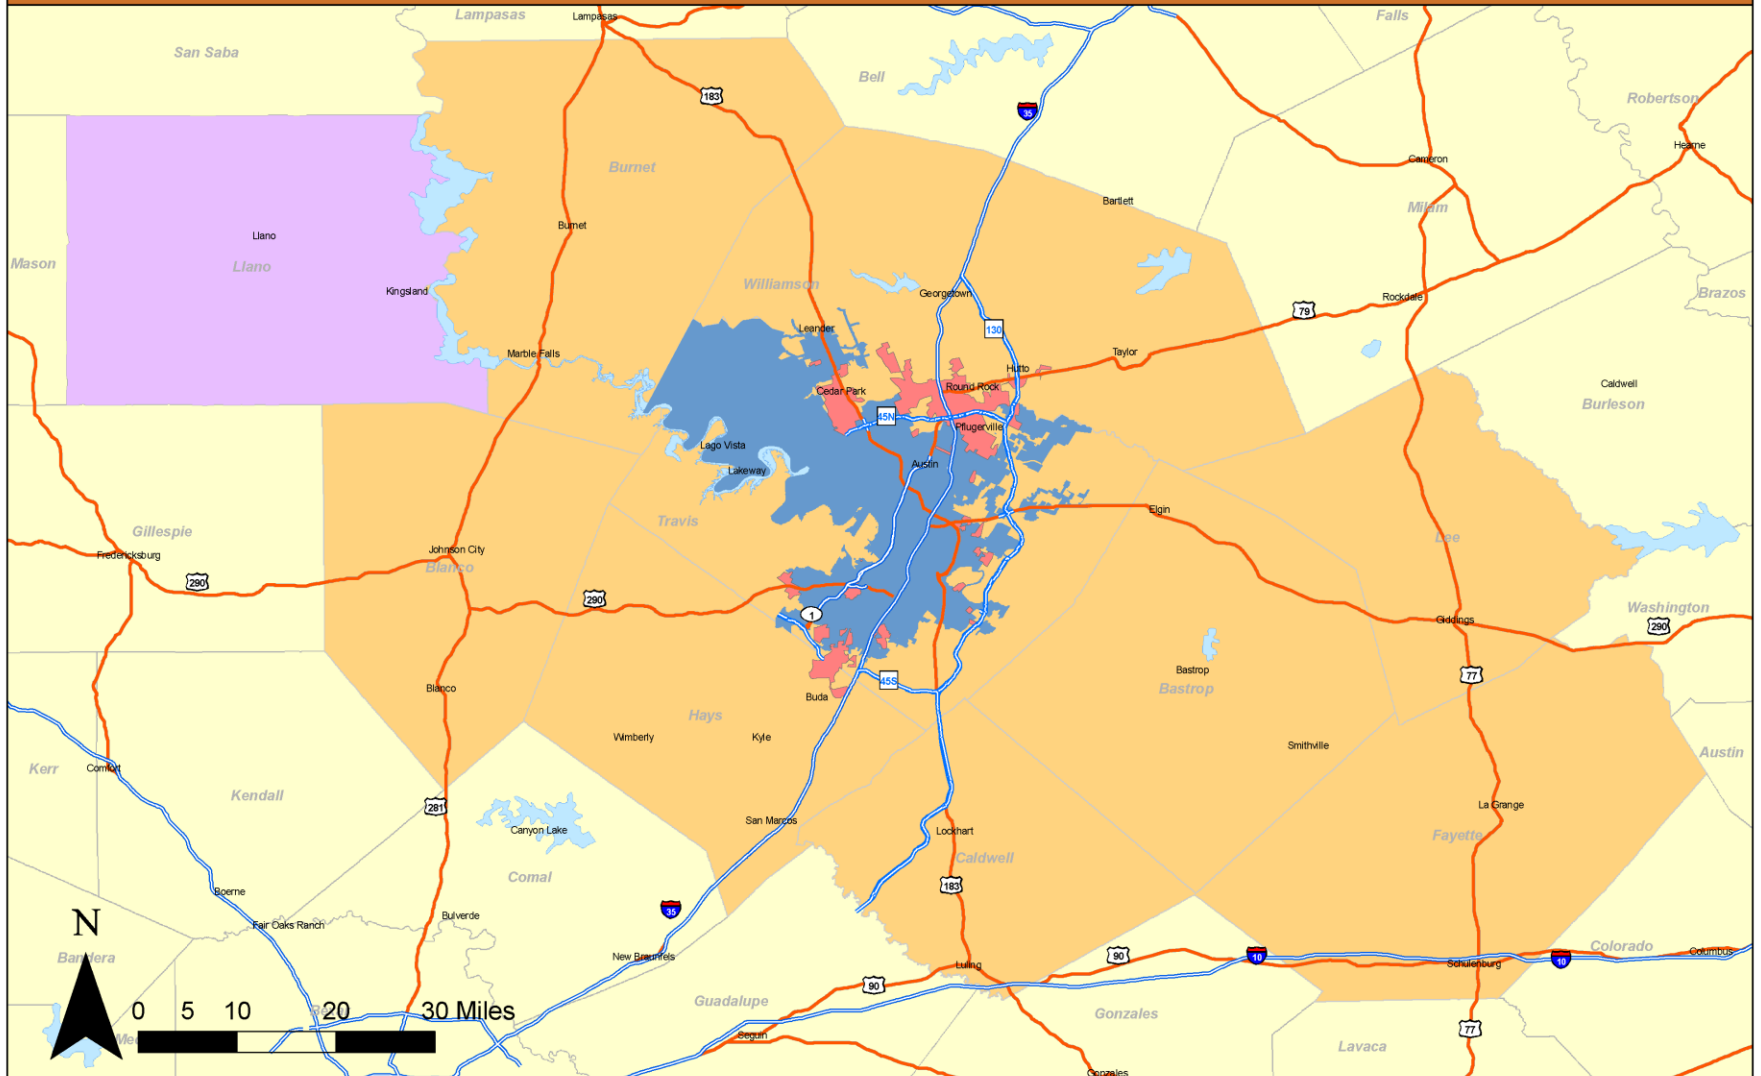 Lampasas
Lampasas
Falls
San Saba
Bell
183
35
Robertson
Hearne
Cameron
Burnet
Bartlett
Milam
Burnet
Llano
Llano
Mason
Kingsland
Williamson
Georgetown
Rockdale
Brazos
79
130
Leander
Marble Falls
Taylor
Hutto
Caldwell
Burleson
Cedar Park
Round Rock
45N
Pflugerville
Lago Vista
Austin
Lakeway
Travis
Elgin
Gillespie
Fredericksburg
Johnson City
Blanco
Lee
290
290
1
Washington
290
Giddings
Bastrop
77
45S
Blanco
Bastrop
Buda
Hays
Wimberly
Kyle
Smithville
Austin
Kerr
Comfort
Kendall
281
La Grange
San Marcos
Canyon Lake
Lockhart
Fayette
Caldwell
Comal
183
Boerne
35
Bulverde
Fair Oaks Ranch
N
Bandera
New Braunfels
Luling
90
10
Schulenburg
10
Colorado
Columbus
90
Guadalupe
Gonzales
0 5 10 20 30 Miles
Seguin
77
Lavaca
Gonzales